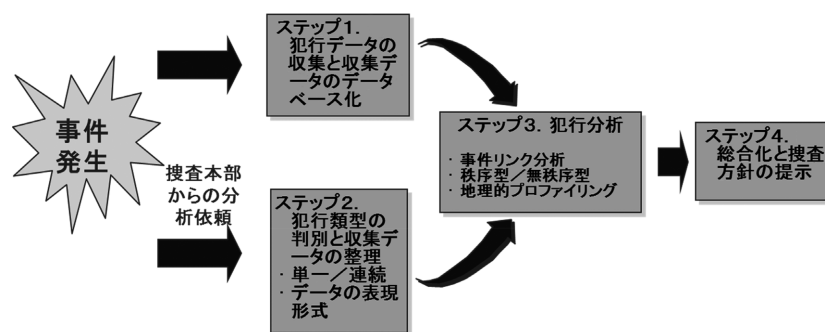 事件
発生
捜査本部
からの分
析依頼
ステップ1.
犯行データの
収集と収集デ
ータのデータ
ベース化
ステップ2.
犯行類型の
判別と収集デ
ータの整理
・単一／連続
・データの表現
形式
ステップ3. 犯行分析
・事件リンク分析
・秩序型／無秩序型
・地理的プロファイリング
ステップ4.
総合化と捜査
方針の提示